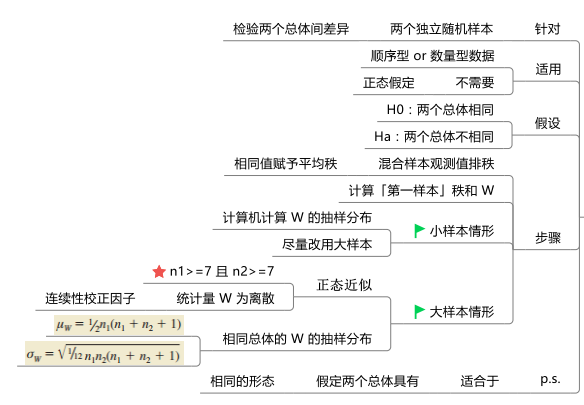 检验两个总体间差异 两个独立随机样本 针对
顺序型 or 数量型数据
适用
正态假定 不需要
H0：两个总体相同
假设
Ha：两个总体不相同
相同值赋予平均秩 混合样本观测值排秩
计算「第一样本」秩和 W
计算机计算 W 的抽样分布
小样本情形
步骤
尽量改用大样本
n1>=7 且 n2>=7
正态近似
连续性校正因子 统计量 W 为离散
大样本情形
μW = ½n1(n1 + n2 + 1)
相同总体的 W 的抽样分布
σW = √(1/12 n1n2(n1 + n2 + 1))
相同的形态 假定两个总体具有 适合于 p.s.